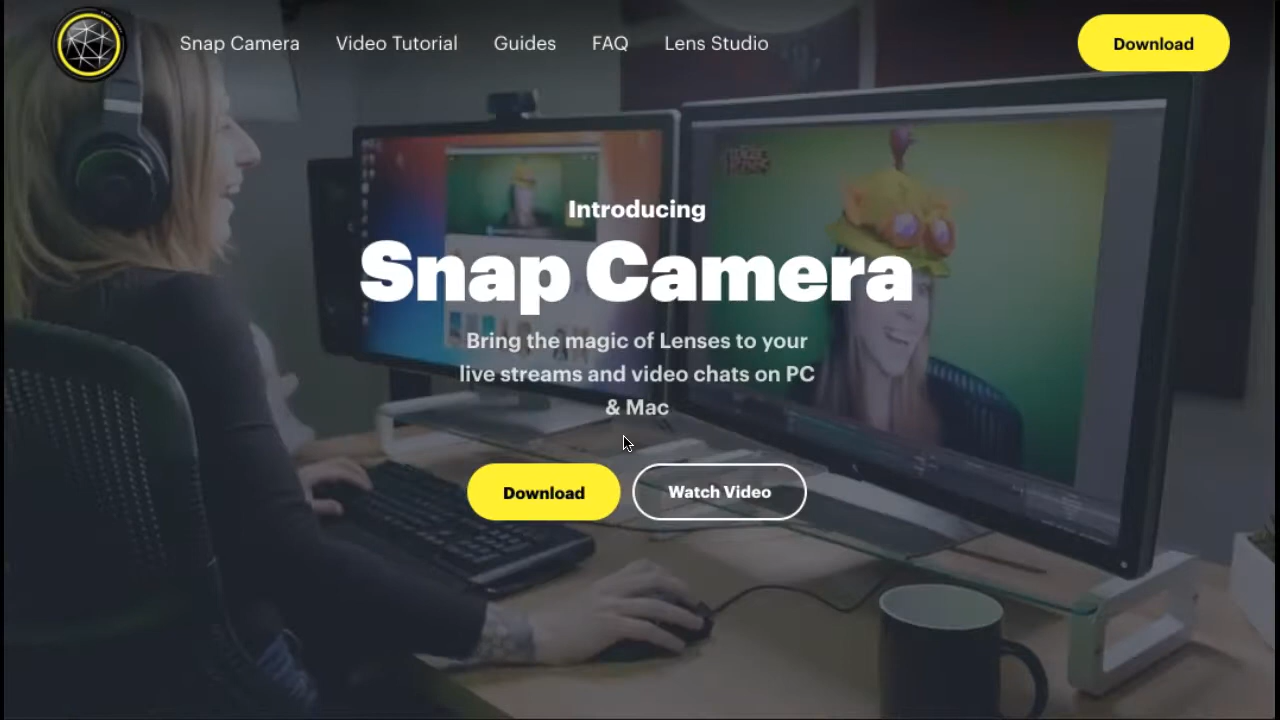 Snap Camera
Video Tutorial
Guides
FAQ
Lens Studio
Download
Introducing
Snap Camera
Bring the magic of Lenses to your
live streams and video chats on PC
& Mac
Download
Watch Video